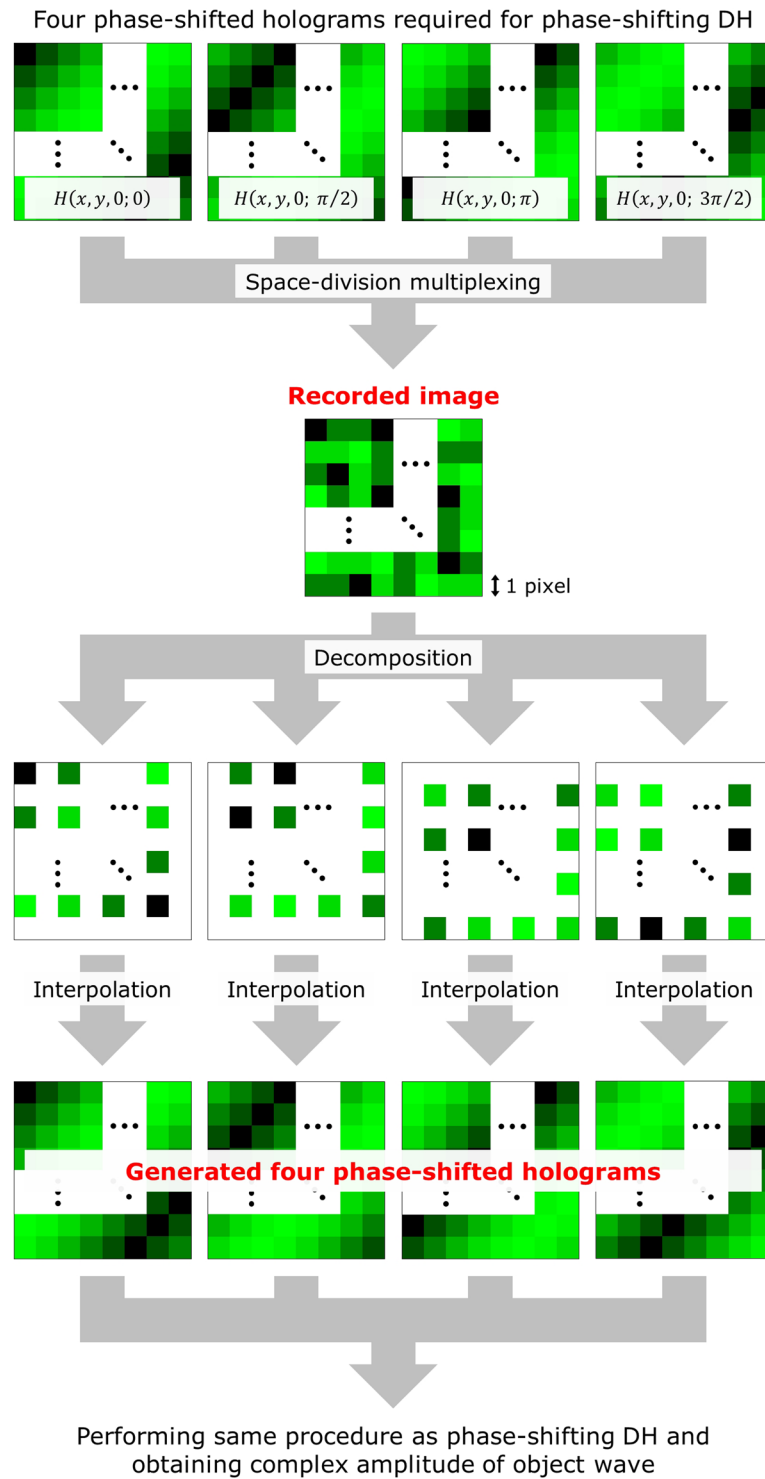 Four phase-shifted holograms required for phase-shifting DH
H(x, y, 0; 0)
H(x, y, 0; π/2)
H(x, y, 0; π)
H(x, y, 0; 3π/2)
Space-division multiplexing
Recorded image
1 pixel
Decomposition
Interpolation
Interpolation
Interpolation
Interpolation
Generated four phase-shifted holograms
Performing same procedure as phase-shifting DH and
obtaining complex amplitude of object wave